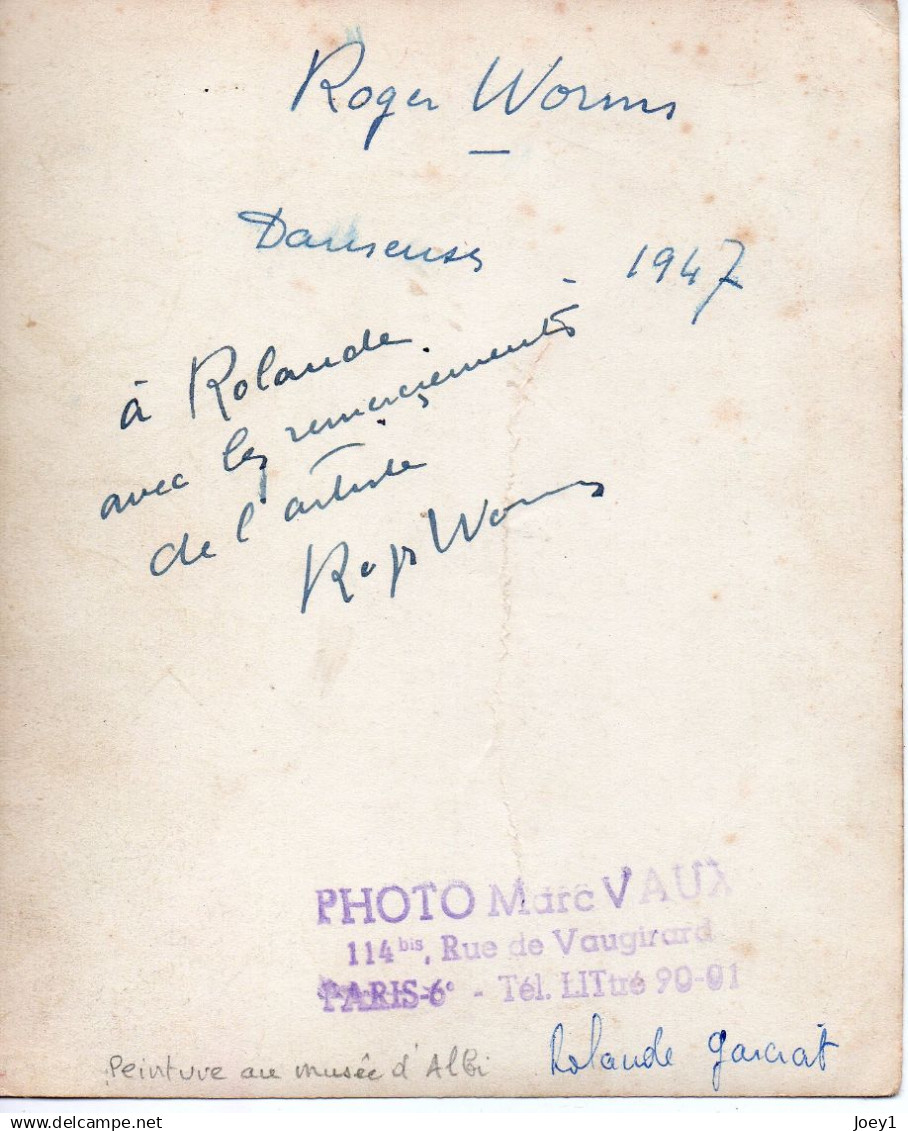 Roger Worms
Danseuses - 1947
à Rolande
avec les remerciements
de l'artiste
Roger Worms
PHOTO Marc VAUX
114 bis, Rue de Vaugirard
PARIS-6e - Tél. LITtré 90-01
Peinture au musée d'Albi
Rolande
delcampe.net
Joey1